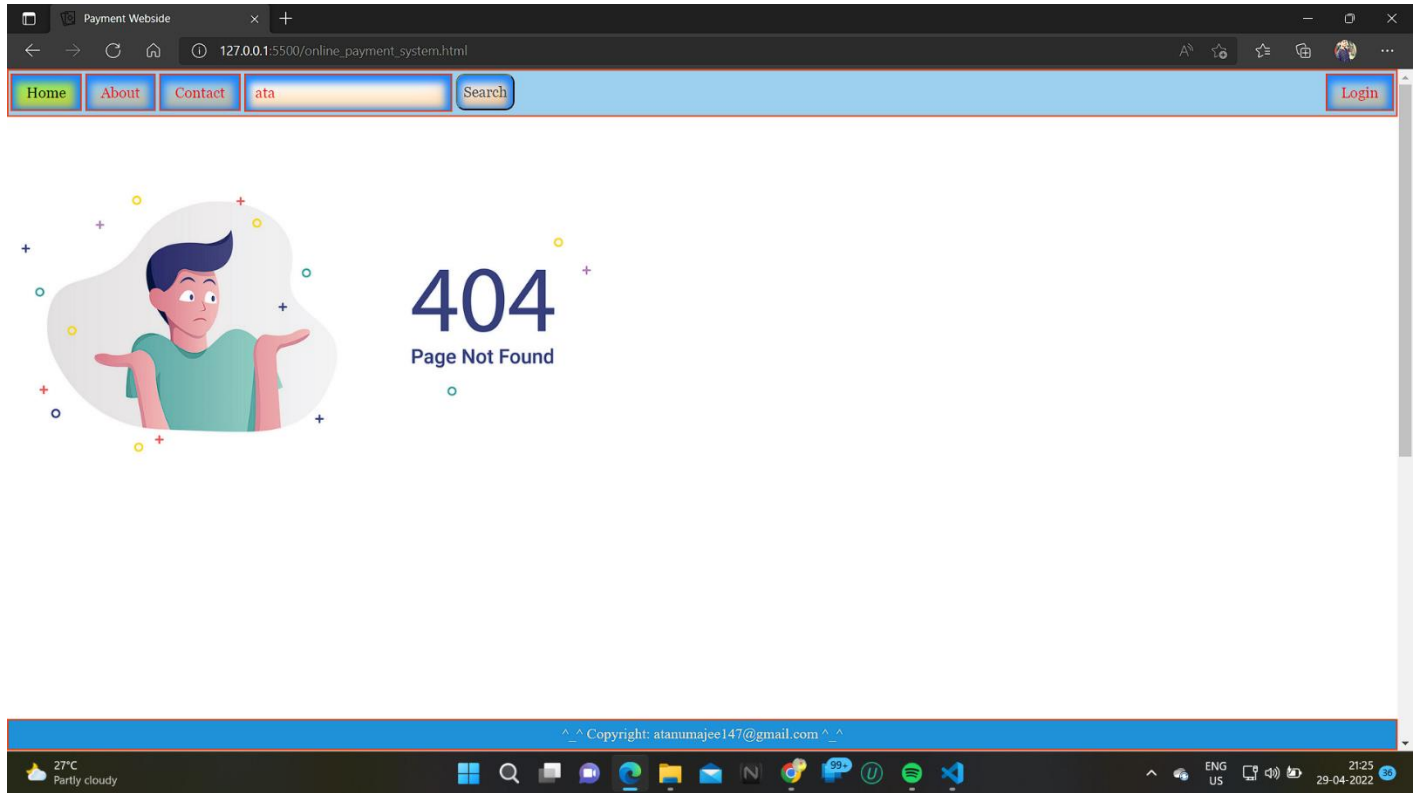 Payment Webside
127.0.0.1:5500/online_payment_system.html
Home About Contact ata Search Login
404
Page Not Found
^_^ Copyright: atanumajee147@gmail.com ^_^
27°C
Partly cloudy
99+
ENG
US
21:25
29-04-2022
36